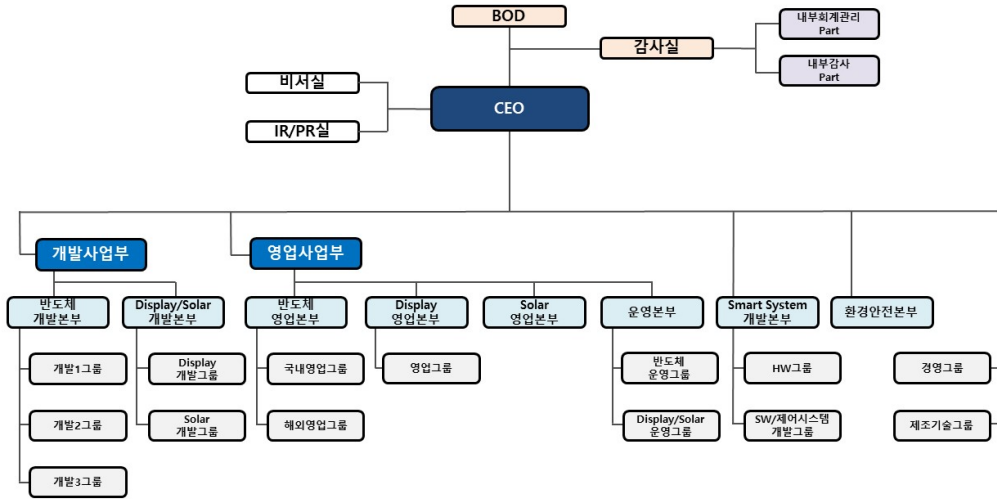 BOD
내부회계관리
Part
감사실
내부감사
Part
비서실
CEO
IR/PR실
개발사업부
영업사업부
반도체
개발본부
Display/Solar
개발본부
반도체
영업본부
Display
영업본부
Solar
영업본부
운영본부
Smart System
개발본부
환경안전본부
개발1그룹
Display
개발그룹
국내영업그룹
영업그룹
반도체
운영그룹
HW그룹
경영그룹
개발2그룹
Solar
개발그룹
해외영업그룹
Display/Solar
운영그룹
SW/제어시스템
개발그룹
제조기술그룹
개발3그룹